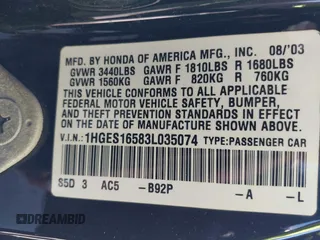 MFD. BY HONDA OF AMERICA MFG., INC. 08/'03
GVWR 3440LBS GAWR F 1810LBS R 1680LBS
GVWR 1560KG GAWR F 820KG R 760KG
THIS VEHICLE CONFORMS TO ALL APPLICABLE
FEDERAL MOTOR VEHICLE SAFETY, BUMPER,
AND THEFT PREVENTION STANDARDS IN EFFECT
ON THE DATE OF MANUFACTURE SHOWN ABOVE.
V.I.N.: 1HGES16583L035074 TYPE:PASSENGER CAR
S5D 3 AC5 -B92P -A -L
DREAMBID